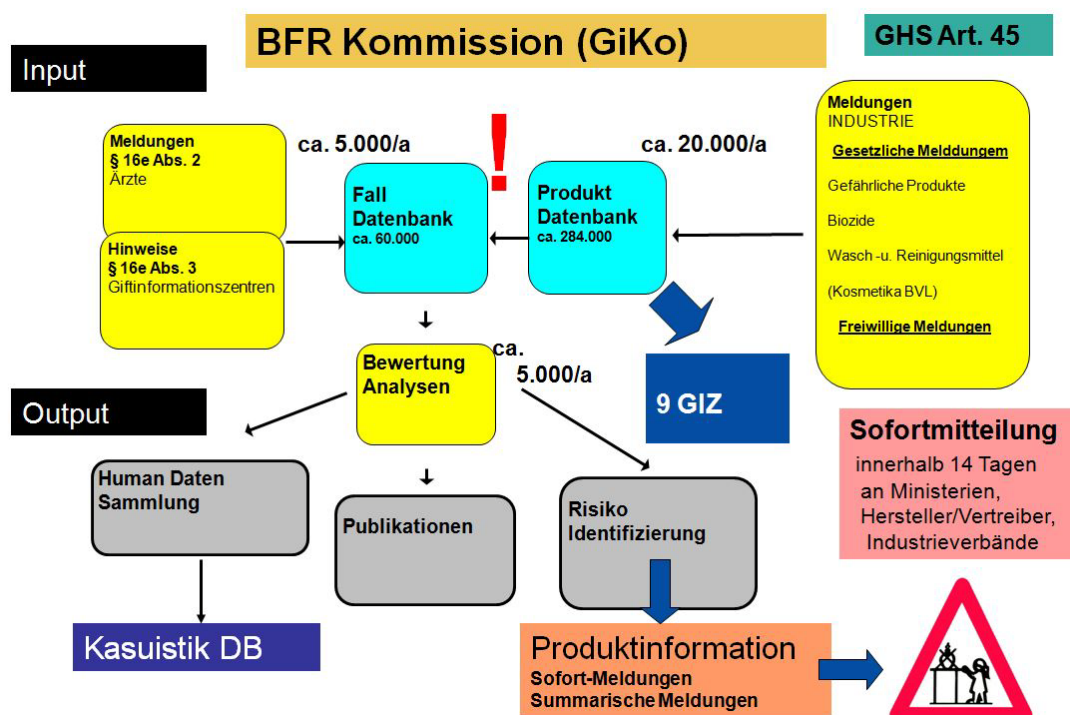 BFR Kommission (GiKo)
GHS Art. 45
Input
Meldungen
§ 16e Abs. 2
Ärzte
Hinweise
§ 16e Abs. 3
Giftinformationszentren
ca. 5.000/a
!
ca. 20.000/a
Fall
Datenbank
ca. 60.000
Produkt
Datenbank
ca. 284.000
Meldungen
INDUSTRIE
Gesetzliche Melddungem
Gefährliche Produkte
Biozide
Wasch -u. Reinigungsmittel
(Kosmetika BVL)
Freiwillige Meldungen
Bewertung
Analysen
ca.
5.000/a
9 GIZ
Output
Human Daten
Sammlung
Publikationen
Risiko
Identifizierung
Sofortmitteilung
innerhalb 14 Tagen
an Ministerien,
Hersteller/Vertreiber,
Industrieverbände
Kasuistik DB
Produktinformation
Sofort-Meldungen
Summarische Meldungen